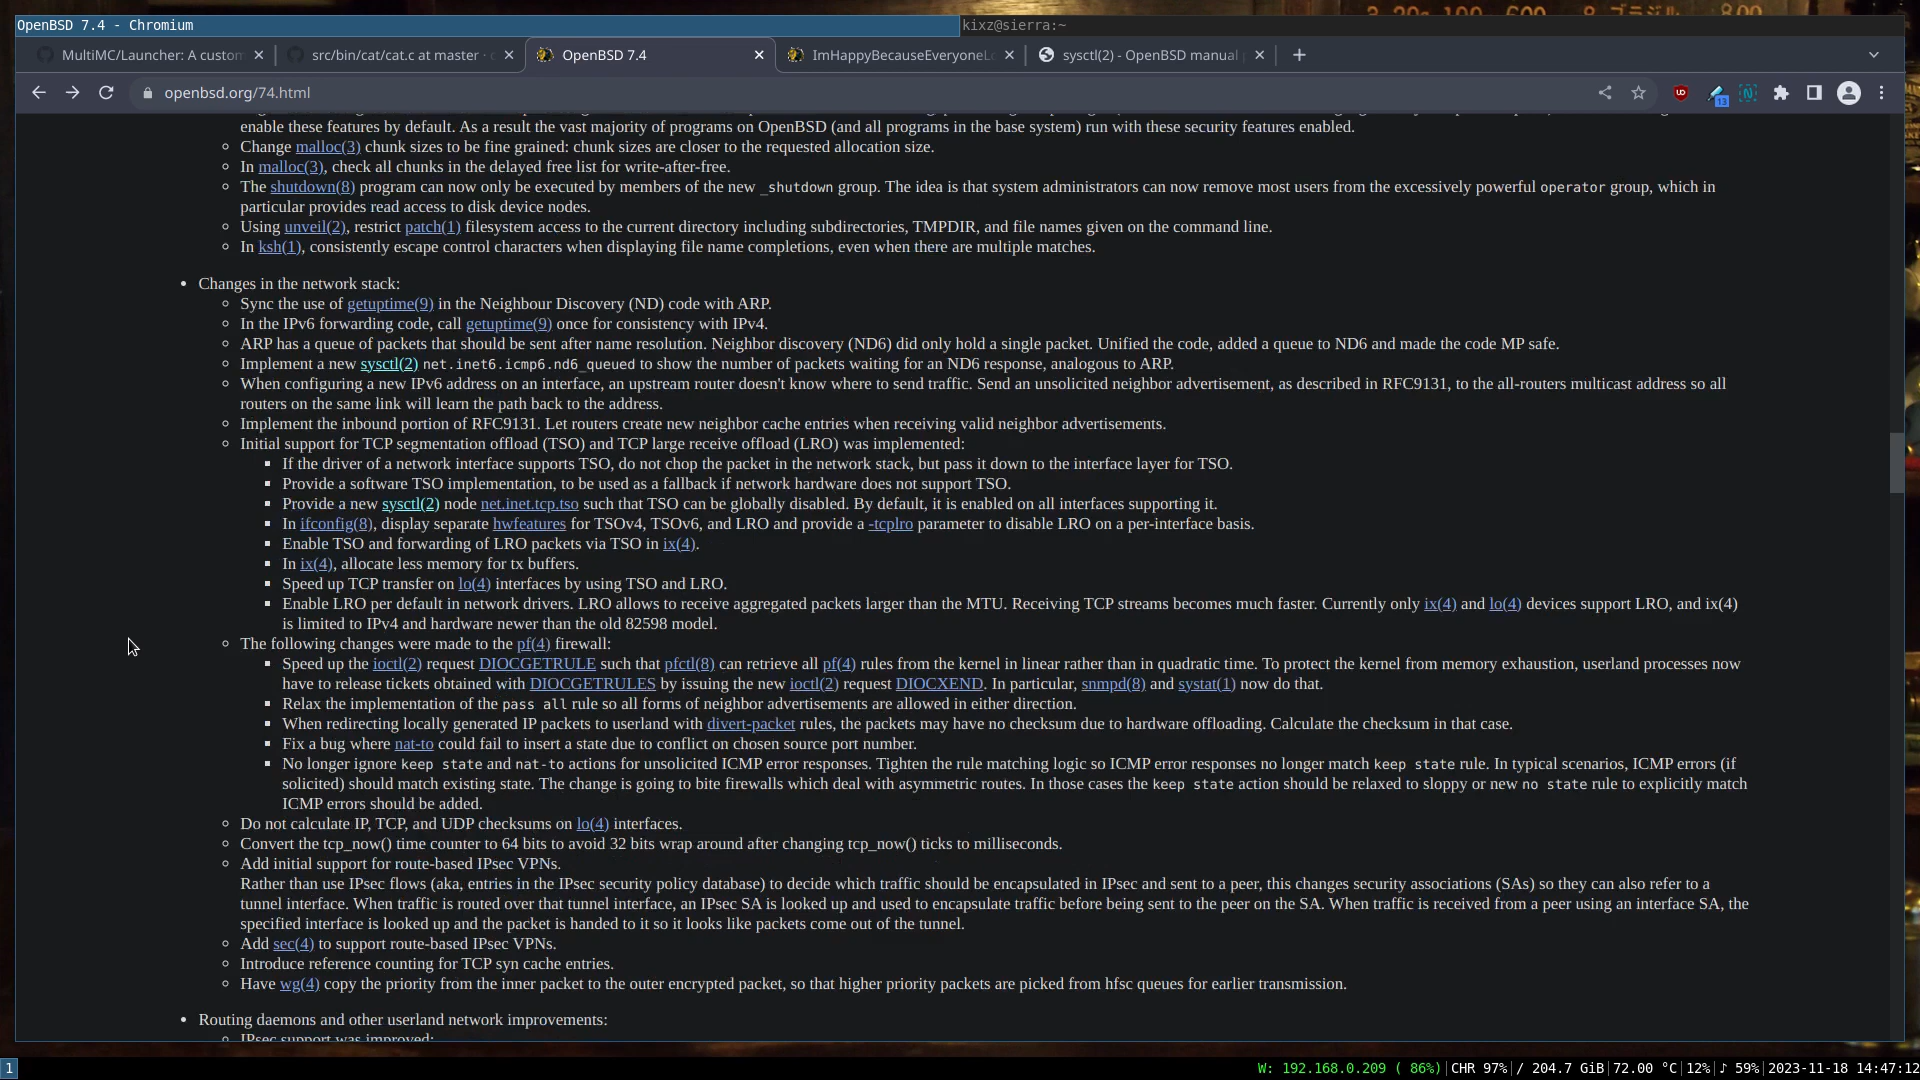 OpenBSD 7.4 - Chromium
kixz@sierra:~
MultiMC/Launcher: A custom
src/bin/cat/cat.c at master ·
OpenBSD 7.4
ImHappyBecauseEveryoneLo
sysctl(2) - OpenBSD manual
openbsd.org/74.html
13
enable these features by default. As a result the vast majority of programs on OpenBSD (and all programs in the base system) run with these security features enabled.
Change malloc(3) chunk sizes to be fine grained: chunk sizes are closer to the requested allocation size.
In malloc(3), check all chunks in the delayed free list for write-after-free.
The shutdown(8) program can now only be executed by members of the new _shutdown group. The idea is that system administrators can now remove most users from the excessively powerful operator group, which in
particular provides read access to disk device nodes.
Using unveil(2), restrict patch(1) filesystem access to the current directory including subdirectories, TMPDIR, and file names given on the command line.
In ksh(1), consistently escape control characters when displaying file name completions, even when there are multiple matches.
Changes in the network stack:
Sync the use of getuptime(9) in the Neighbour Discovery (ND) code with ARP.
In the IPv6 forwarding code, call getuptime(9) once for consistency with IPv4.
ARP has a queue of packets that should be sent after name resolution. Neighbor discovery (ND6) did only hold a single packet. Unified the code, added a queue to ND6 and made the code MP safe.
Implement a new sysctl(2) net.inet6.icmp6.nd6_queued to show the number of packets waiting for an ND6 response, analogous to ARP.
When configuring a new IPv6 address on an interface, an upstream router doesn't know where to send traffic. Send an unsolicited neighbor advertisement, as described in RFC9131, to the all-routers multicast address so all
routers on the same link will learn the path back to the address.
Implement the inbound portion of RFC9131. Let routers create new neighbor cache entries when receiving valid neighbor advertisements.
Initial support for TCP segmentation offload (TSO) and TCP large receive offload (LRO) was implemented:
If the driver of a network interface supports TSO, do not chop the packet in the network stack, but pass it down to the interface layer for TSO.
Provide a software TSO implementation, to be used as a fallback if network hardware does not support TSO.
Provide a new sysctl(2) node net.inet.tcp.tso such that TSO can be globally disabled. By default, it is enabled on all interfaces supporting it.
In ifconfig(8), display separate hwfeatures for TSOv4, TSOv6, and LRO and provide a -tcplro parameter to disable LRO on a per-interface basis.
Enable TSO and forwarding of LRO packets via TSO in ix(4).
In ix(4), allocate less memory for tx buffers.
Speed up TCP transfer on lo(4) interfaces by using TSO and LRO.
Enable LRO per default in network drivers. LRO allows to receive aggregated packets larger than the MTU. Receiving TCP streams becomes much faster. Currently only ix(4) and lo(4) devices support LRO, and ix(4)
is limited to IPv4 and hardware newer than the old 82598 model.
The following changes were made to the pf(4) firewall:
Speed up the ioctl(2) request DIOCGETRULE such that pfctl(8) can retrieve all pf(4) rules from the kernel in linear rather than in quadratic time. To protect the kernel from memory exhaustion, userland processes now
have to release tickets obtained with DIOCGETRULES by issuing the new ioctl(2) request DIOCXEND. In particular, snmpd(8) and systat(1) now do that.
Relax the implementation of the pass all rule so all forms of neighbor advertisements are allowed in either direction.
When redirecting locally generated IP packets to userland with divert-packet rules, the packets may have no checksum due to hardware offloading. Calculate the checksum in that case.
Fix a bug where nat-to could fail to insert a state due to conflict on chosen source port number.
No longer ignore keep state and nat-to actions for unsolicited ICMP error responses. Tighten the rule matching logic so ICMP error responses no longer match keep state rule. In typical scenarios, ICMP errors (if
solicited) should match existing state. The change is going to bite firewalls which deal with asymmetric routes. In those cases the keep state action should be relaxed to sloppy or new no state rule to explicitly match
ICMP errors should be added.
Do not calculate IP, TCP, and UDP checksums on lo(4) interfaces.
Convert the tcp_now() time counter to 64 bits to avoid 32 bits wrap around after changing tcp_now() ticks to milliseconds.
Add initial support for route-based IPsec VPNs.
Rather than use IPsec flows (aka, entries in the IPsec security policy database) to decide which traffic should be encapsulated in IPsec and sent to a peer, this changes security associations (SAs) so they can also refer to a
tunnel interface. When traffic is routed over that tunnel interface, an IPsec SA is looked up and used to encapsulate traffic before being sent to the peer on the SA. When traffic is received from a peer using an interface SA, the
specified interface is looked up and the packet is handed to it so it looks like packets come out of the tunnel.
Add sec(4) to support route-based IPsec VPNs.
Introduce reference counting for TCP syn cache entries.
Have wg(4) copy the priority from the inner packet to the outer encrypted packet, so that higher priority packets are picked from hfsc queues for earlier transmission.
Routing daemons and other userland network improvements:
IPsec support was improved:
1
W: 192.168.0.209 ( 86%)|CHR 97%|/ 204.7 GiB|72.00 °C|12%|♪ 59%|2023-11-18 14:47:12